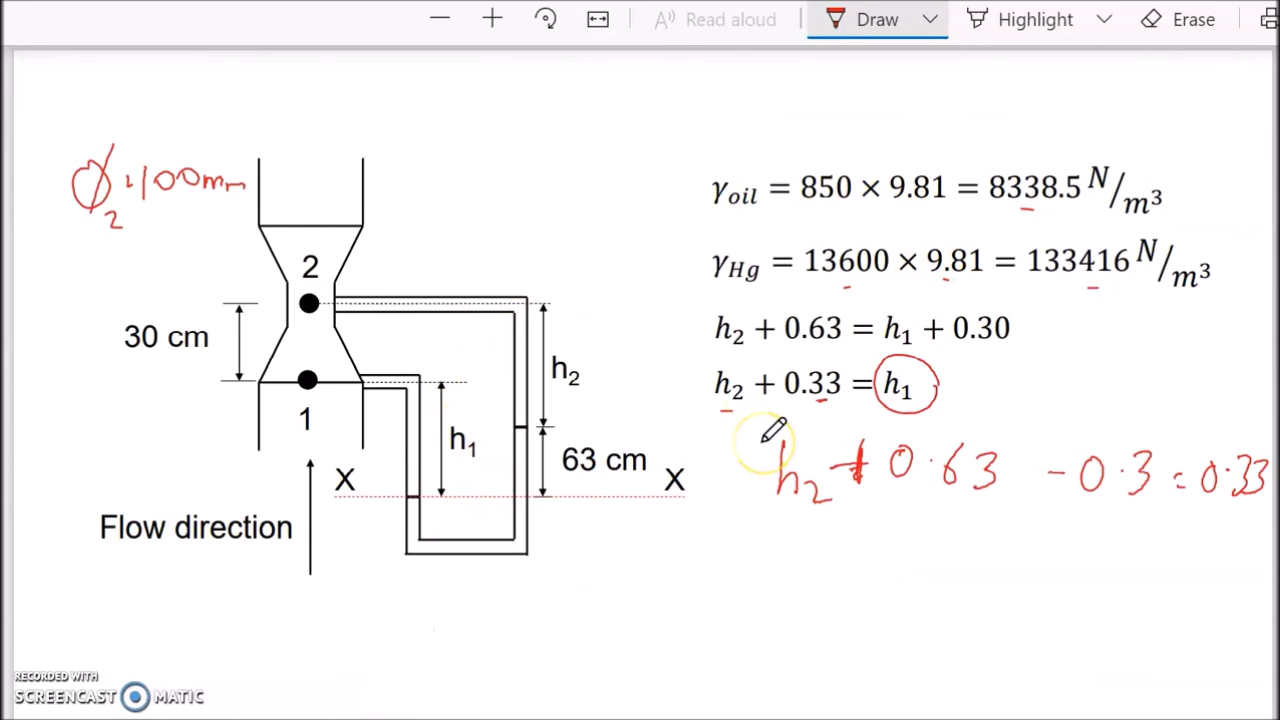 Read aloud Draw Highlight Erase
ϕ₂ = 100mm
2
30 cm
1
h₂
h₁
63 cm
X X
Flow direction
γ_oil = 850 × 9.81 = 8338.5 N/m³
γ_Hg = 13600 × 9.81 = 133416 N/m³
h₂ + 0.63 = h₁ + 0.30
h₂ + 0.33 = h₁
h₂ + 0.63 - 0.3 = 0.33
RECORDED WITH
SCREENCAST MATIC